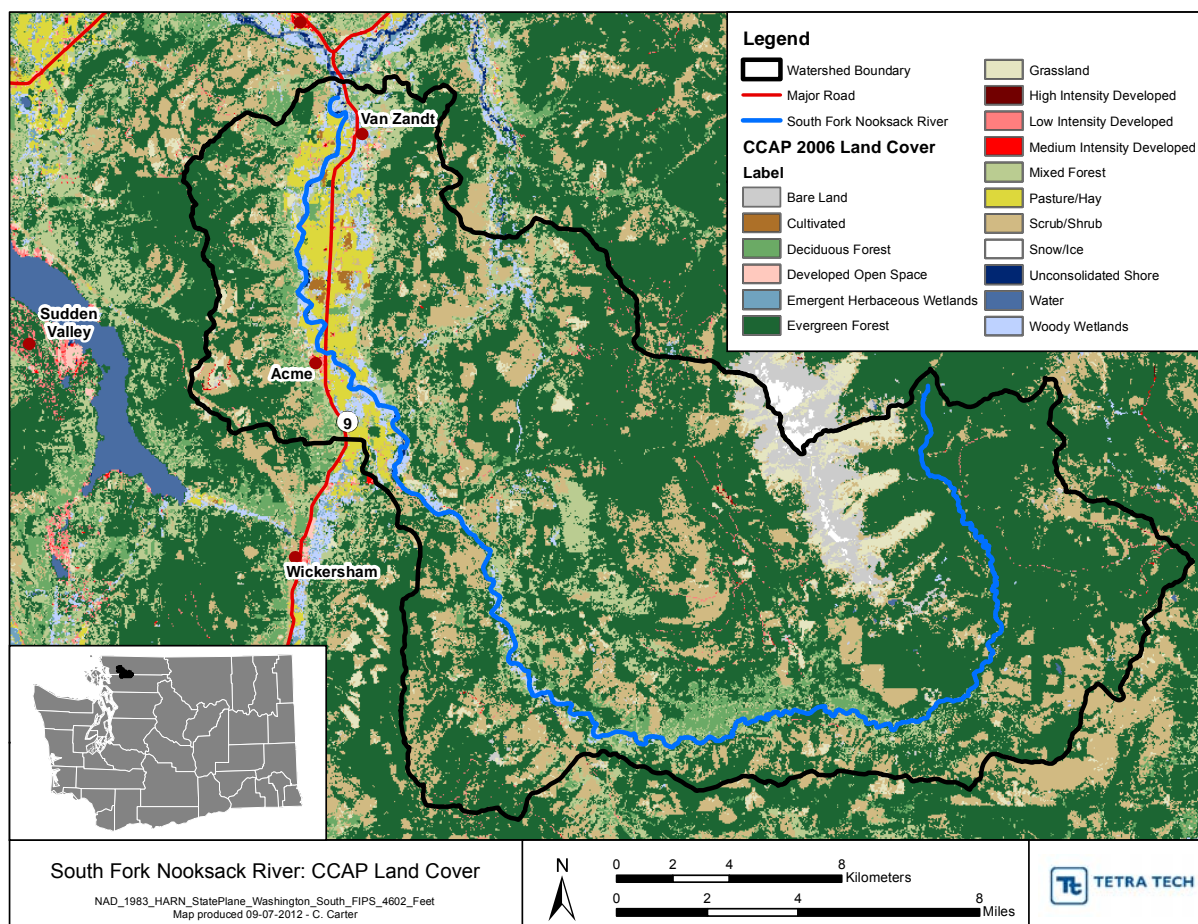 Legend
Watershed Boundary
Major Road
South Fork Nooksack River
CCAP 2006 Land Cover
Label
Bare Land
Cultivated
Deciduous Forest
Developed Open Space
Emergent Herbaceous Wetlands
Evergreen Forest
Grassland
High Intensity Developed
Low Intensity Developed
Medium Intensity Developed
Mixed Forest
Pasture/Hay
Scrub/Shrub
Snow/Ice
Unconsolidated Shore
Water
Woody Wetlands
Van Zandt
Sudden
Valley
Acme
9
Wickersham
South Fork Nooksack River: CCAP Land Cover
NAD_1983_HARN_StatePlane_Washington_South_FIPS_4602_Feet
Map produced 09-07-2012 - C. Carter
N
0 2 4 8
Kilometers
0 2 4 8
Miles
Tt TETRA TECH